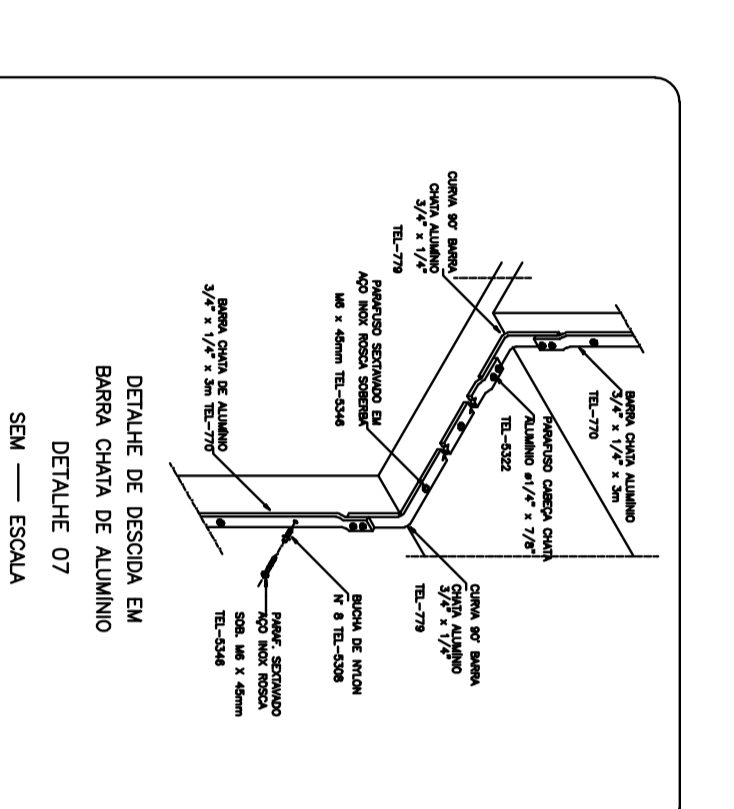 BARRA CHATA ALUMÍNIO
3/4" x 1/4" x 3m
TEL-770
PARAFUSO CABEÇA CHATA
ALUMÍNIO ø1/4" x 7/8"
TEL-5322
CURVA 90° BARRA
CHATA ALUMÍNIO
3/4" x 1/4"
TEL-779
PARAFUSO SEXTAVADO EM
AÇO INOX ROSCA SOBERBA
M6 x 45mm TEL-5346
CURVA 90° BARRA
CHATA ALUMÍNIO
3/4" x 1/4"
TEL-779
BUCHA DE NYLON
N° 8 TEL-5308
BARRA CHATA DE ALUMÍNIO
3/4" x 1/4" x 3m TEL-770
PARAF. SEXTAVADO
AÇO INOX ROSCA
SOB. M6 X 45mm
TEL-5346
DETALHE DE DESCIDA EM
BARRA CHATA DE ALUMÍNIO
DETALHE 07
SEM — ESCALA